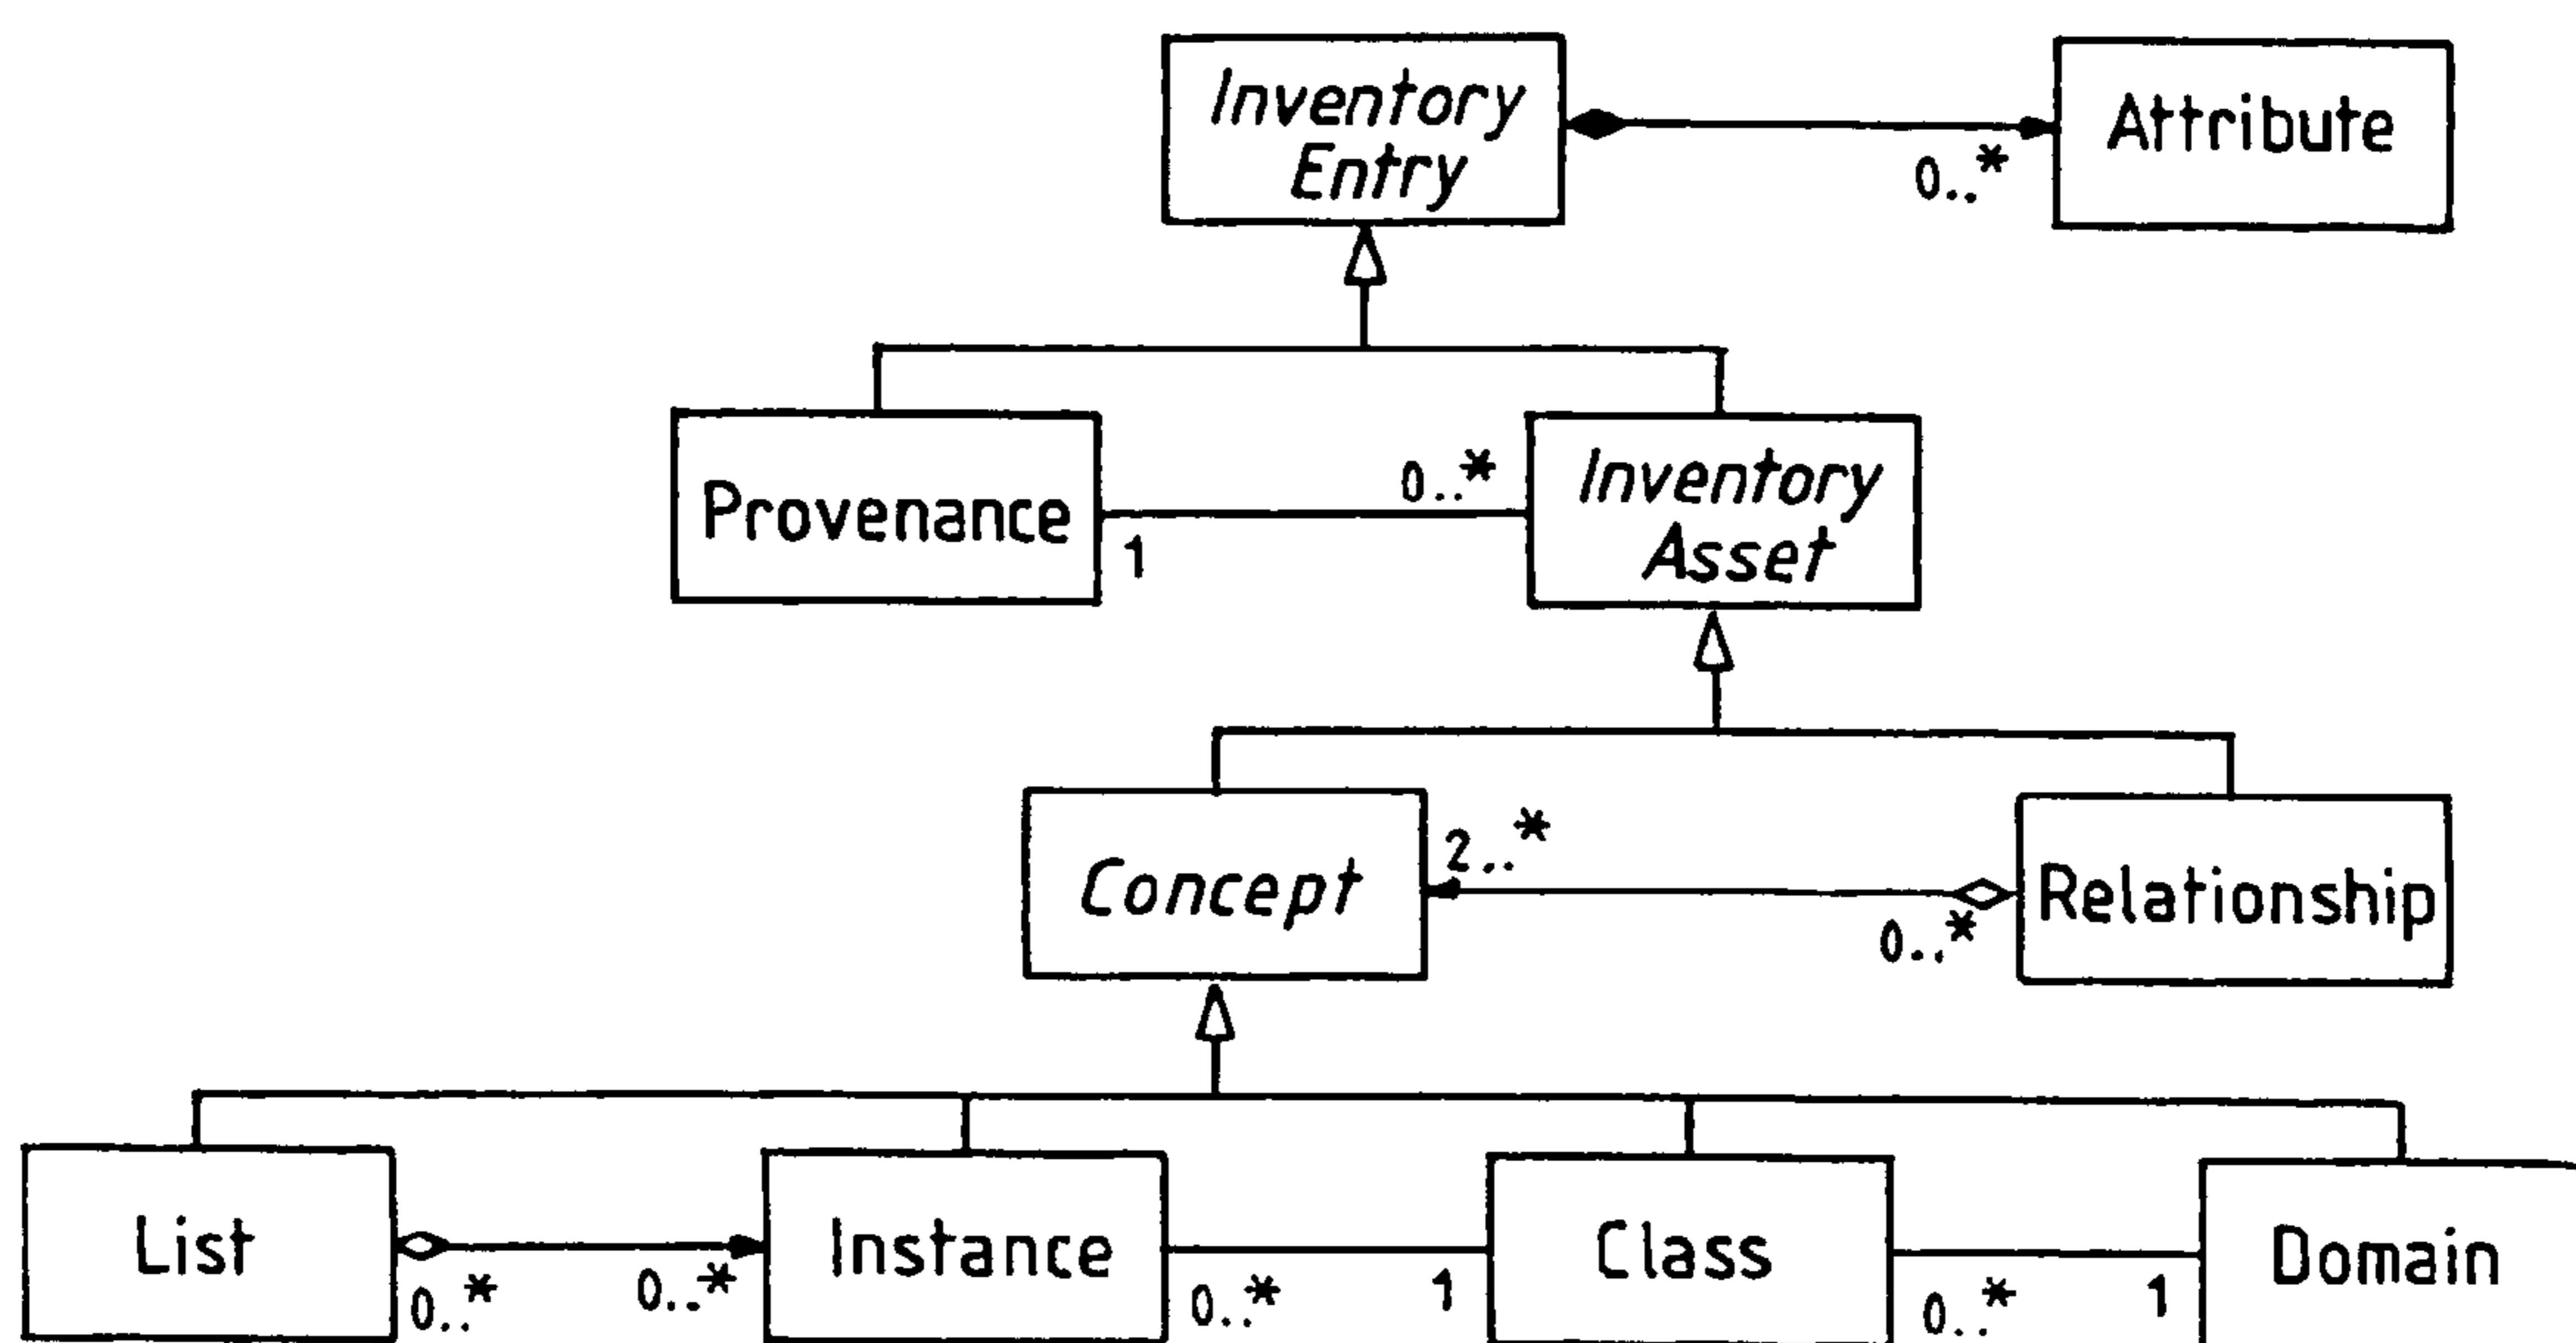 Inventory
Entry
Attribute
0..*
Provenance
0..*
1
Inventory
Asset
Concept
2..*
0..*
Relationship
List
0..*
0..*
Instance
0..*
1
Class
0..*
1
Domain